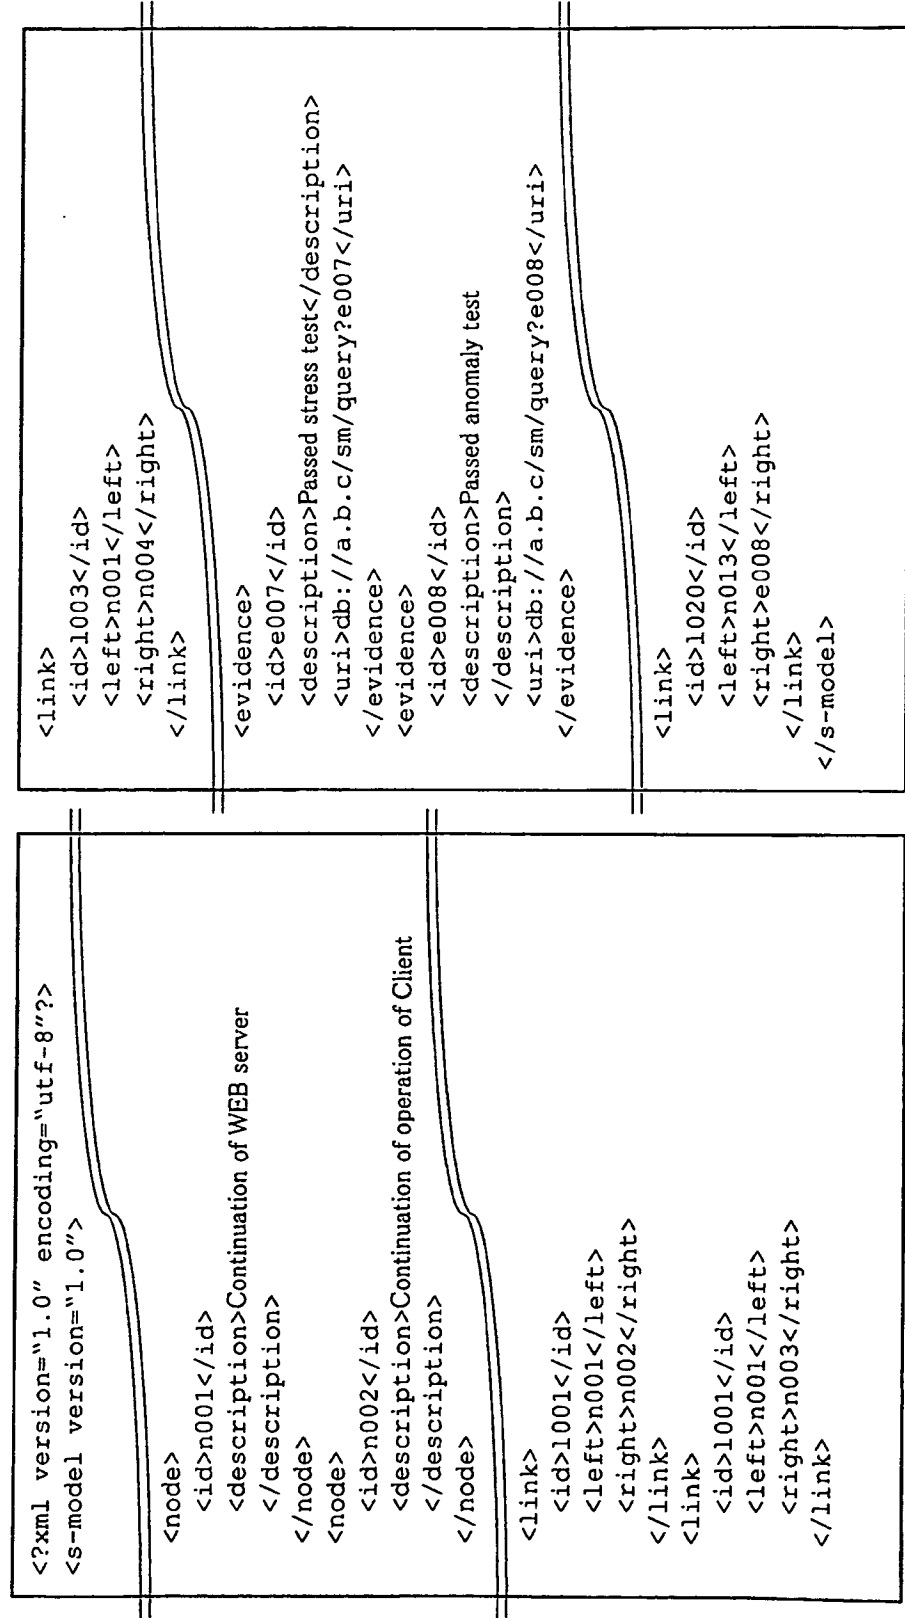 <?xml version="1.0" encoding="utf-8"?>
<s-model version="1.0">
<node>
<id>n001</id>
<description>Continuation of WEB server
</description>
</node>
<node>
<id>n002</id>
<description>Continuation of operation of Client
</description>
</node>
<link>
<id>l001</id>
<left>n001</left>
<right>n002</right>
</link>
<link>
<id>l001</id>
<left>n001</left>
<right>n003</right>
</link>
<link>
<id>l003</id>
<left>n001</left>
<right>n004</right>
</link>
<evidence>
<id>e007</id>
<description>Passed stress test</description>
<uri>db://a.b.c/sm/query?e007</uri>
</evidence>
<evidence>
<id>e008</id>
<description>Passed anomaly test
</description>
<uri>db://a.b.c/sm/query?e008</uri>
</evidence>
<link>
<id>l020</id>
<left>n013</left>
<right>e008</right>
</link>
</s-model>